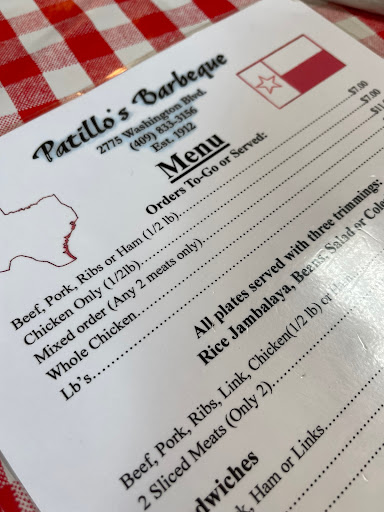 Patillo's Barbeque
2775 Washington Blvd.
(409) 833-3156
Est. 1912
Menu
Orders To-Go or Served:
Beef, Pork, Ribs or Ham (1/2 lb) $7.00
Chicken Only (1/2lb) $7.00
Mixed order (Any 2 meats only)
Whole Chicken
Lb's
All plates served with three trimmings:
Rice Jambalaya, Beans, Salad or
Beef, Pork, Ribs, Link, Chicken(1/2 lb) or
2 Sliced Meats (Only 2)
Ham or Links